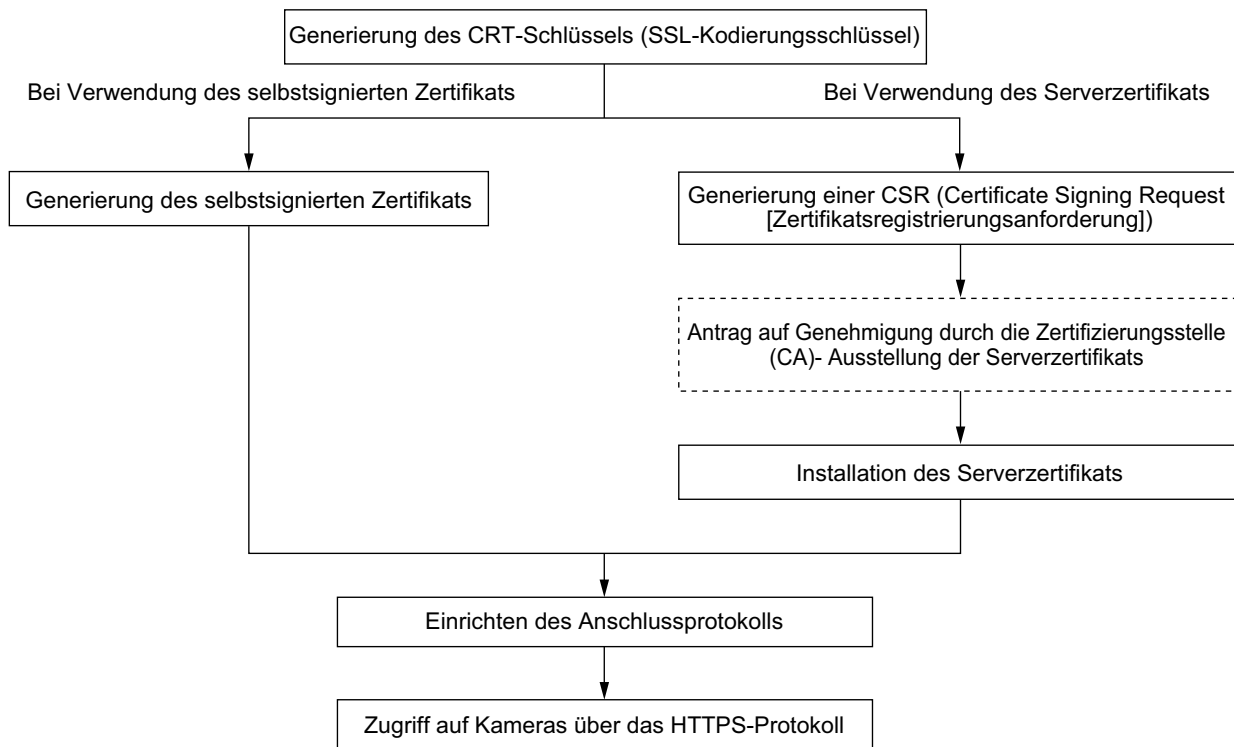 Generierung des CRT-Schlüssels (SSL-Kodierungsschlüssel)
Bei Verwendung des selbstsignierten Zertifikats
Bei Verwendung des Serverzertifikats
Generierung des selbstsignierten Zertifikats
Generierung einer CSR (Certificate Signing Request
[Zertifikatsregistrierungsanforderung])
Antrag auf Genehmigung durch die Zertifizierungsstelle
(CA)- Ausstellung der Serverzertifikats
Installation des Serverzertifikats
Einrichten des Anschlussprotokolls
Zugriff auf Kameras über das HTTPS-Protokoll